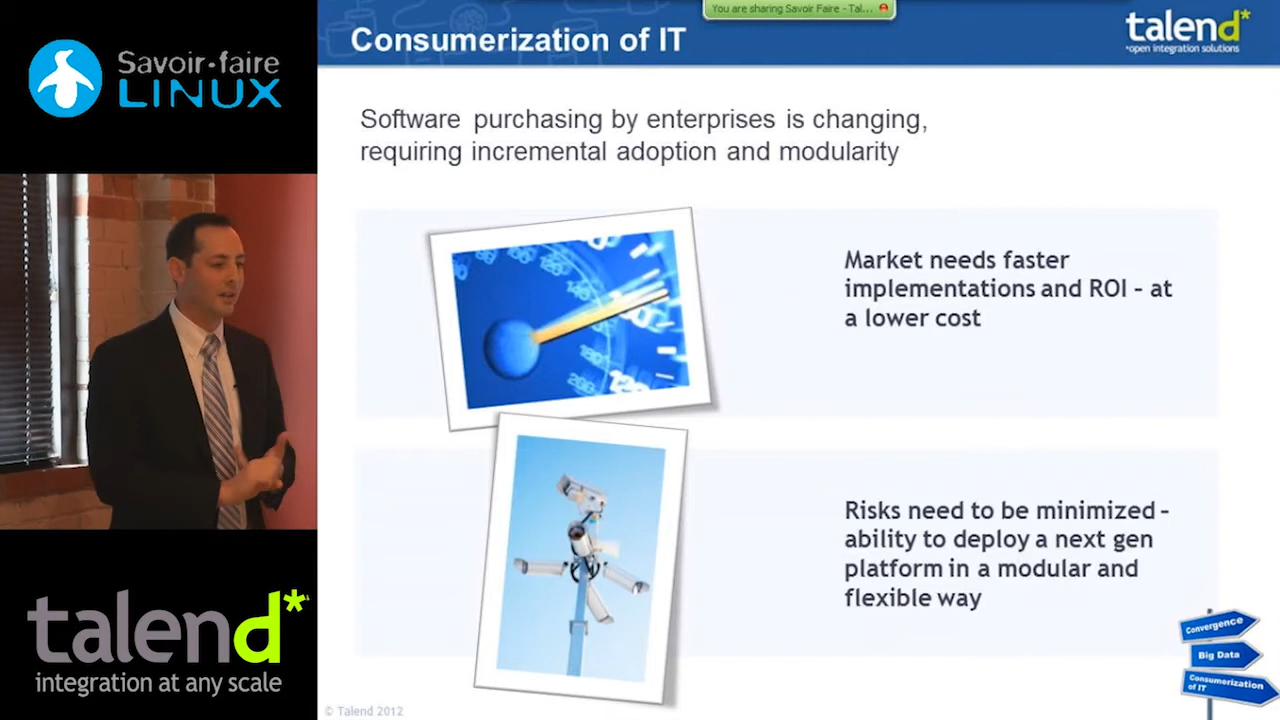 You are sharing Savoir Faire - Tal...
Consumerization of IT
talend*
open integration solutions
Savoir-faire
LINUX
Software purchasing by enterprises is changing,
requiring incremental adoption and modularity
Market needs faster
implementations and ROI - at
a lower cost
Risks need to be minimized -
ability to deploy a next gen
platform in a modular and
flexible way
talend*
integration at any scale
Convergence
Big Data
Consumerization
of IT
© Talend 2012